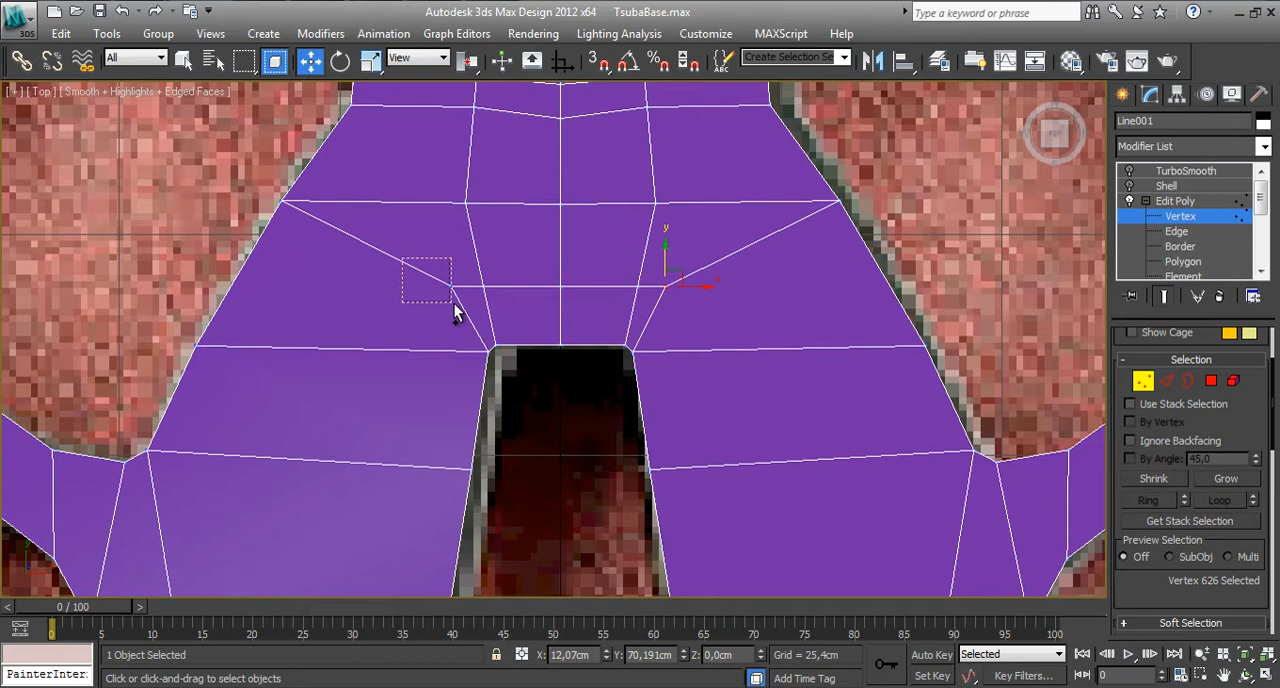 Autodesk 3ds Max Design 2012 x64 TsubaBase.max
Type a keyword or phrase
3DS
Edit Tools Group Views Create Modifiers Animation Graph Editors Rendering Lighting Analysis Customize MAXScript Help
All View Create Selection Se
[ + ] [ Top ] [ Smooth + Highlights + Edged Faces ]
Line001
Modifier List
TurboSmooth
Shell
Edit Poly
Vertex
Edge
Border
Polygon
Element
y
x
Show Cage
Selection
Use Stack Selection
By Vertex
Ignore Backfacing
By Angle: 45,0
Shrink Grow
Ring Loop
Get Stack Selection
Preview Selection
Off SubObj Multi
Vertex 626 Selected
Soft Selection
0 / 100
0 5 10 15 20 25 30 35 40 45 50 55 60 65 70 75 80 85 90 95 100
1 Object Selected X: 12,07cm Y: 70,191cm Z: 0,0cm Grid = 25,4cm Auto Key Selected
PainterInter Click or click-and-drag to select objects Add Time Tag Set Key Key Filters... 0